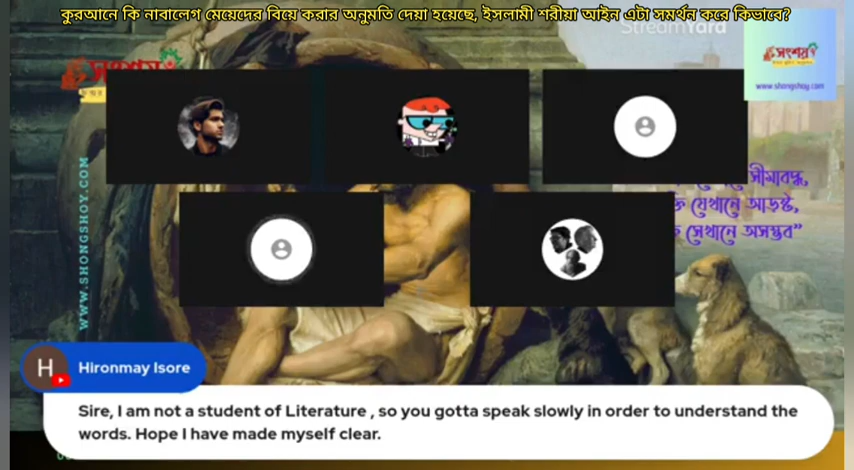 কুরআনে কি নাবালেগ মেয়েদের বিয়ে করার অনুমতি দেয়া হয়েছে, ইসলামী শরীয়া আইন এটা সমর্থন করে কিভাবে?
StreamYard
সংশয়
সংশয়
www.shongshoy.com
WWW.SHONGSHOY.COM
সীমাবদ্ধ,
যেখানে আড়ষ্ট,
সেখানে অসম্ভব”
H
Hironmay Isore
Sire, I am not a student of Literature , so you gotta speak slowly in order to understand the
words. Hope I have made myself clear.